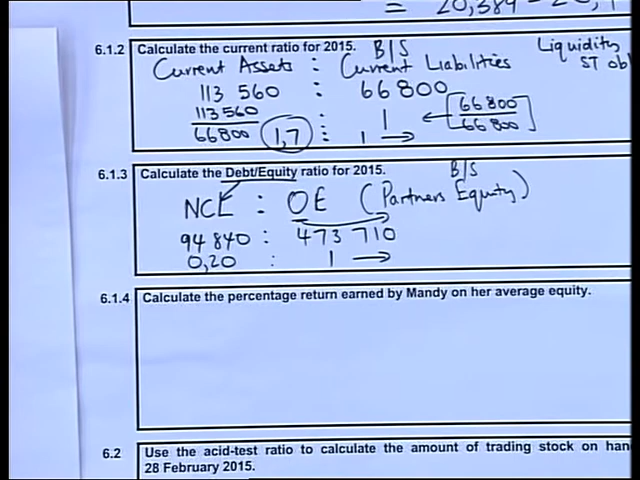 = 20,389 -
6.1.2 Calculate the current ratio for 2015. B|S Liquidity
Current Assets : Current Liabilities ST ob
113 560 : 66 800
113 560 : 1 ← [66 800
66800 1,7 : 1 → 66 800]
6.1.3 Calculate the Debt/Equity ratio for 2015. B/S
NCL : OE (Partners Equity)
94 840 : 473 710
0,20 : 1 →
6.1.4 Calculate the percentage return earned by Mandy on her average equity.
6.2 Use the acid-test ratio to calculate the amount of trading stock on han
28 February 2015.